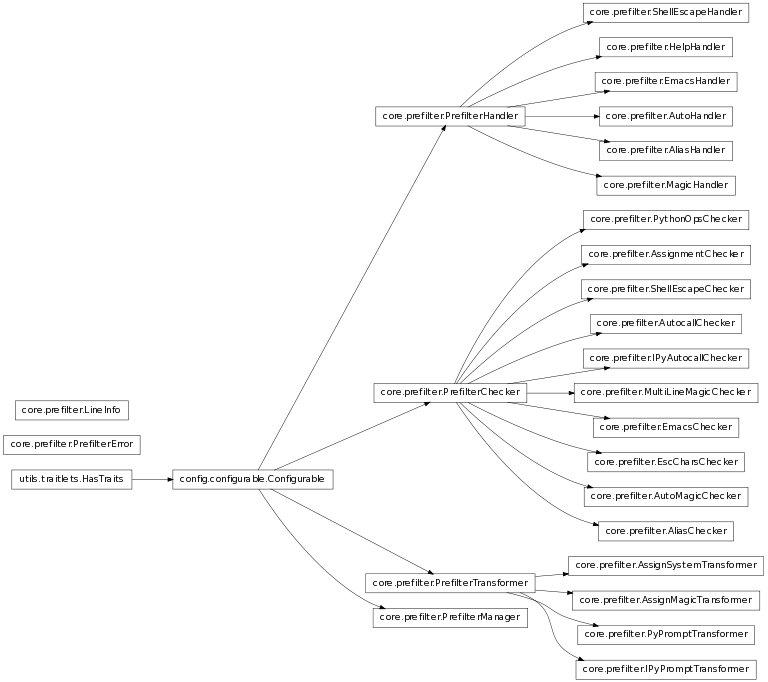 core.prefilter.ShellEscapeHandler
core.prefilter.HelpHandler
core.prefilter.EmacsHandler
core.prefilter.PrefilterHandler
core.prefilter.AutoHandler
core.prefilter.AliasHandler
core.prefilter.MagicHandler
core.prefilter.PythonOpsChecker
core.prefilter.AssignmentChecker
core.prefilter.ShellEscapeChecker
core.prefilter.AutocallChecker
core.prefilter.IPyAutocallChecker
core.prefilter.PrefilterChecker
core.prefilter.MultiLineMagicChecker
core.prefilter.LineInfo
core.prefilter.EmacsChecker
core.prefilter.PrefilterError
core.prefilter.EscCharsChecker
utils.traitlets.HasTraits
config.configurable.Configurable
core.prefilter.AutoMagicChecker
core.prefilter.AliasChecker
core.prefilter.AssignSystemTransformer
core.prefilter.PrefilterTransformer
core.prefilter.AssignMagicTransformer
core.prefilter.PrefilterManager
core.prefilter.PyPromptTransformer
core.prefilter.IPyPromptTransformer